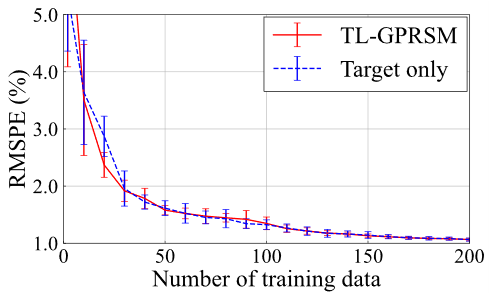 5.0
4.0
3.0
2.0
1.0
RMSPE (%)
TL-GPRSM
Target only
0 50 100 150 200
Number of training data